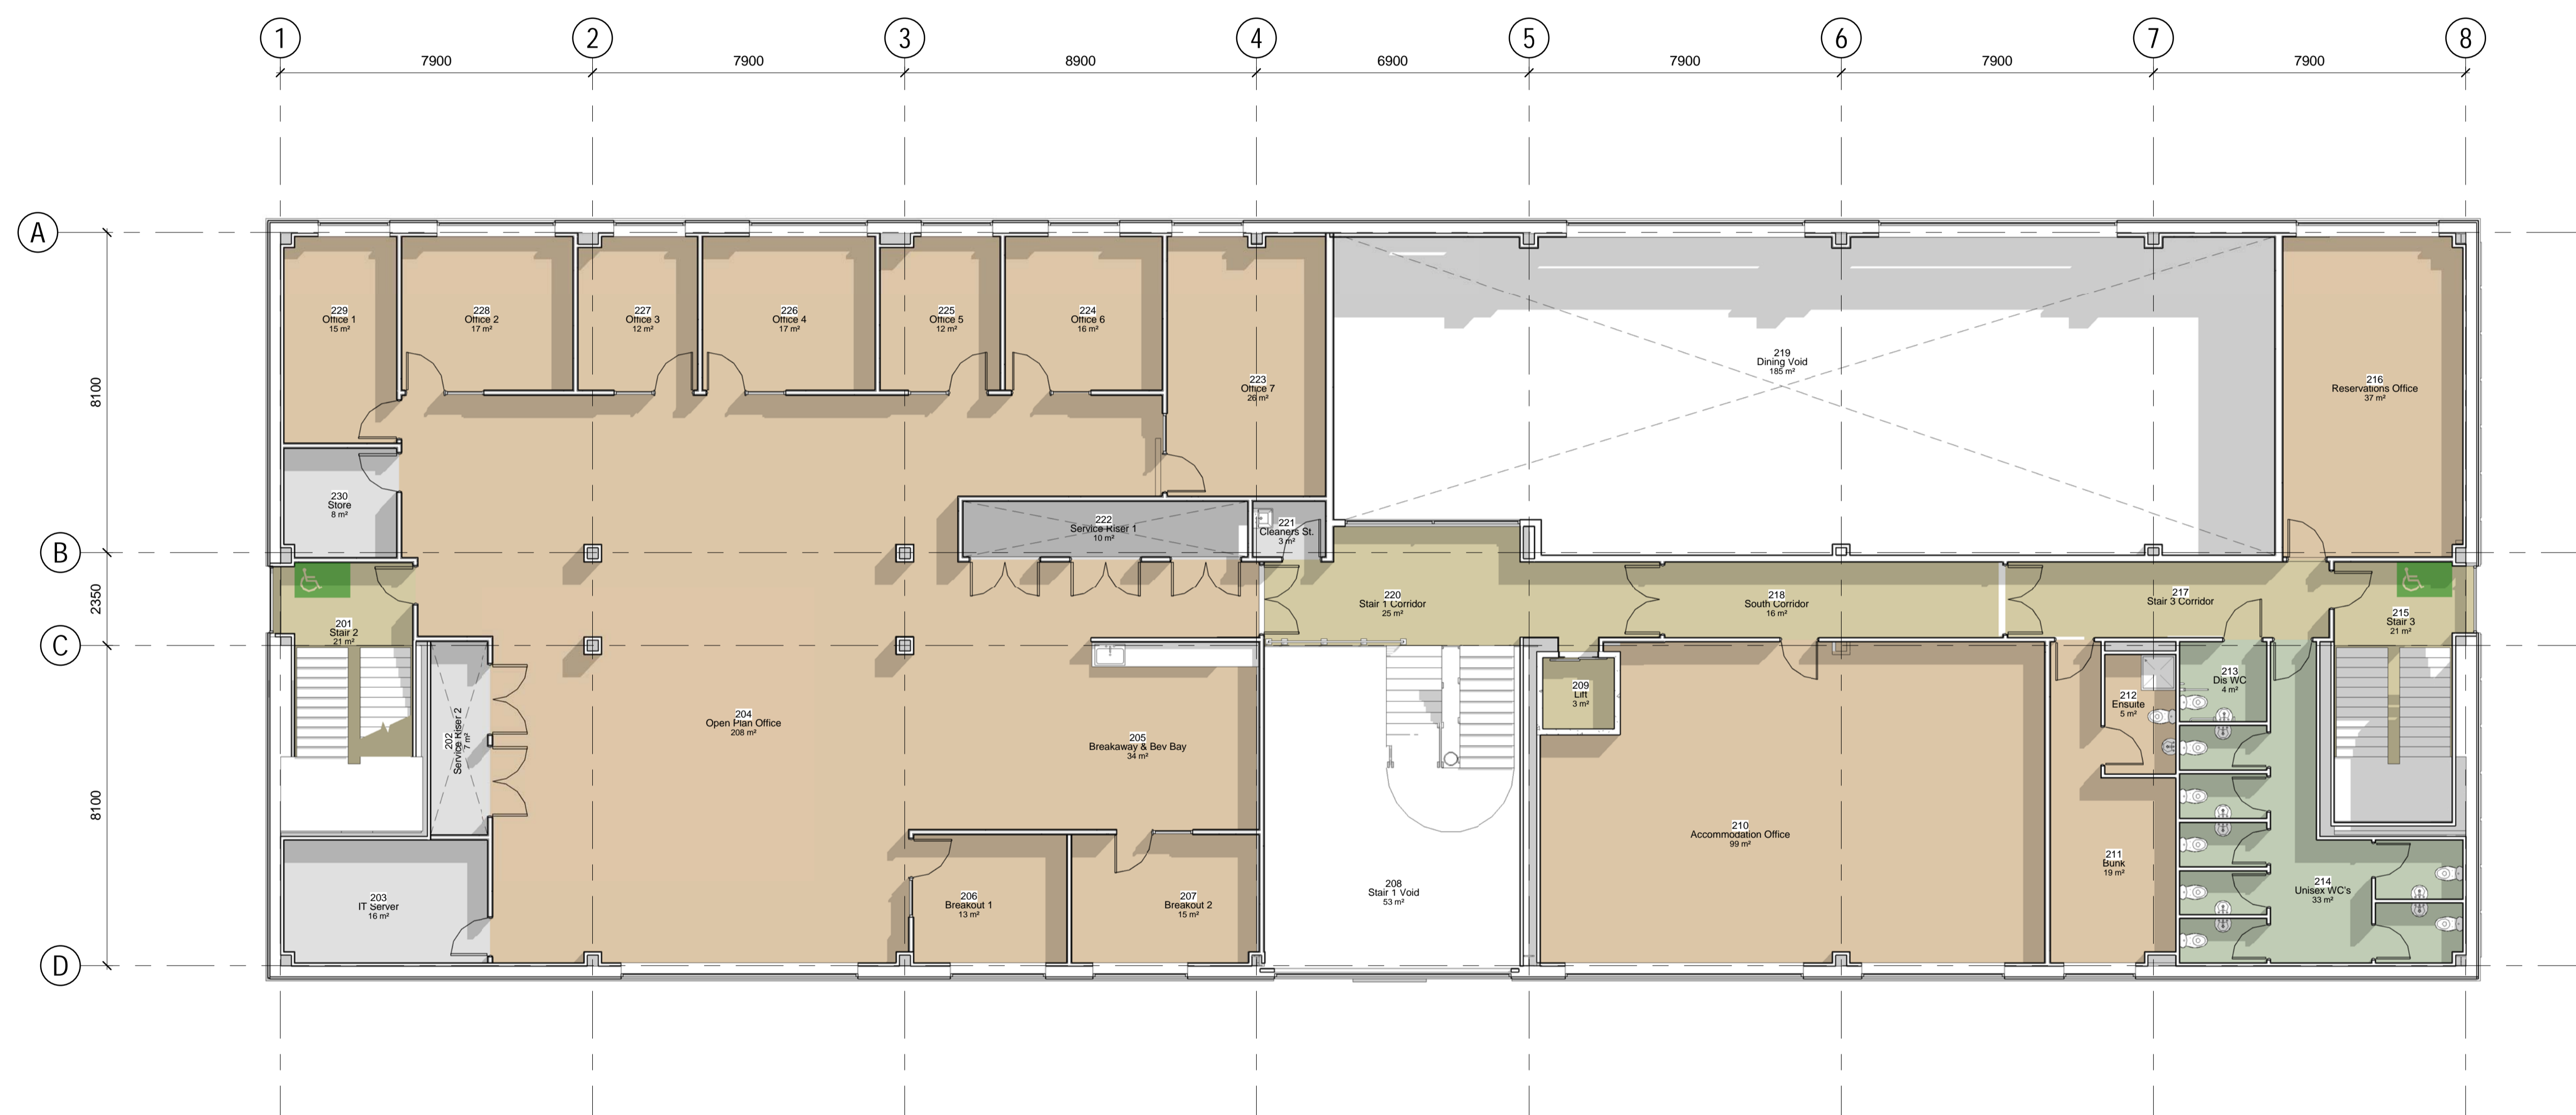 1
2
3
4
5
6
7
8
7900
7900
8900
6900
7900
7900
7900
A
B
C
D
8100
2350
8100
229
Office 1
15 m²
228
Office 2
17 m²
227
Office 3
12 m²
226
Office 4
17 m²
225
Office 5
12 m²
224
Office 6
16 m²
223
Office 7
26 m²
219
Dining Void
185 m²
216
Reservations Office
37 m²
230
Store
8 m²
222
Service Riser 1
10 m²
221
Cleaners St.
3 m²
201
Stair 2
21 m²
220
Stair 1 Corridor
25 m²
218
South Corridor
16 m²
217
Stair 3 Corridor
215
Stair 3
21 m²
202
Service Riser 2
7 m²
204
Open Plan Office
208 m²
205
Breakaway & Bev Bay
34 m²
209
Lift
3 m²
212
Ensuite
5 m²
213
Dis WC
4 m²
210
Accommodation Office
99 m²
211
Bunk
19 m²
214
Unisex WC's
33 m²
203
IT Server
16 m²
206
Breakout 1
13 m²
207
Breakout 2
15 m²
208
Stair 1 Void
53 m²